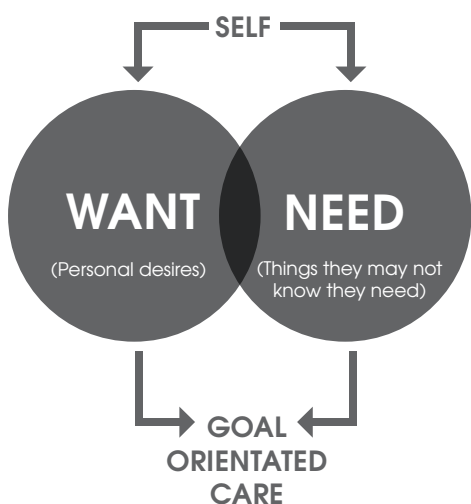 SELF
WANT
(Personal desires)
NEED
(Things they may not
know they need)
GOAL
ORIENTATED
CARE